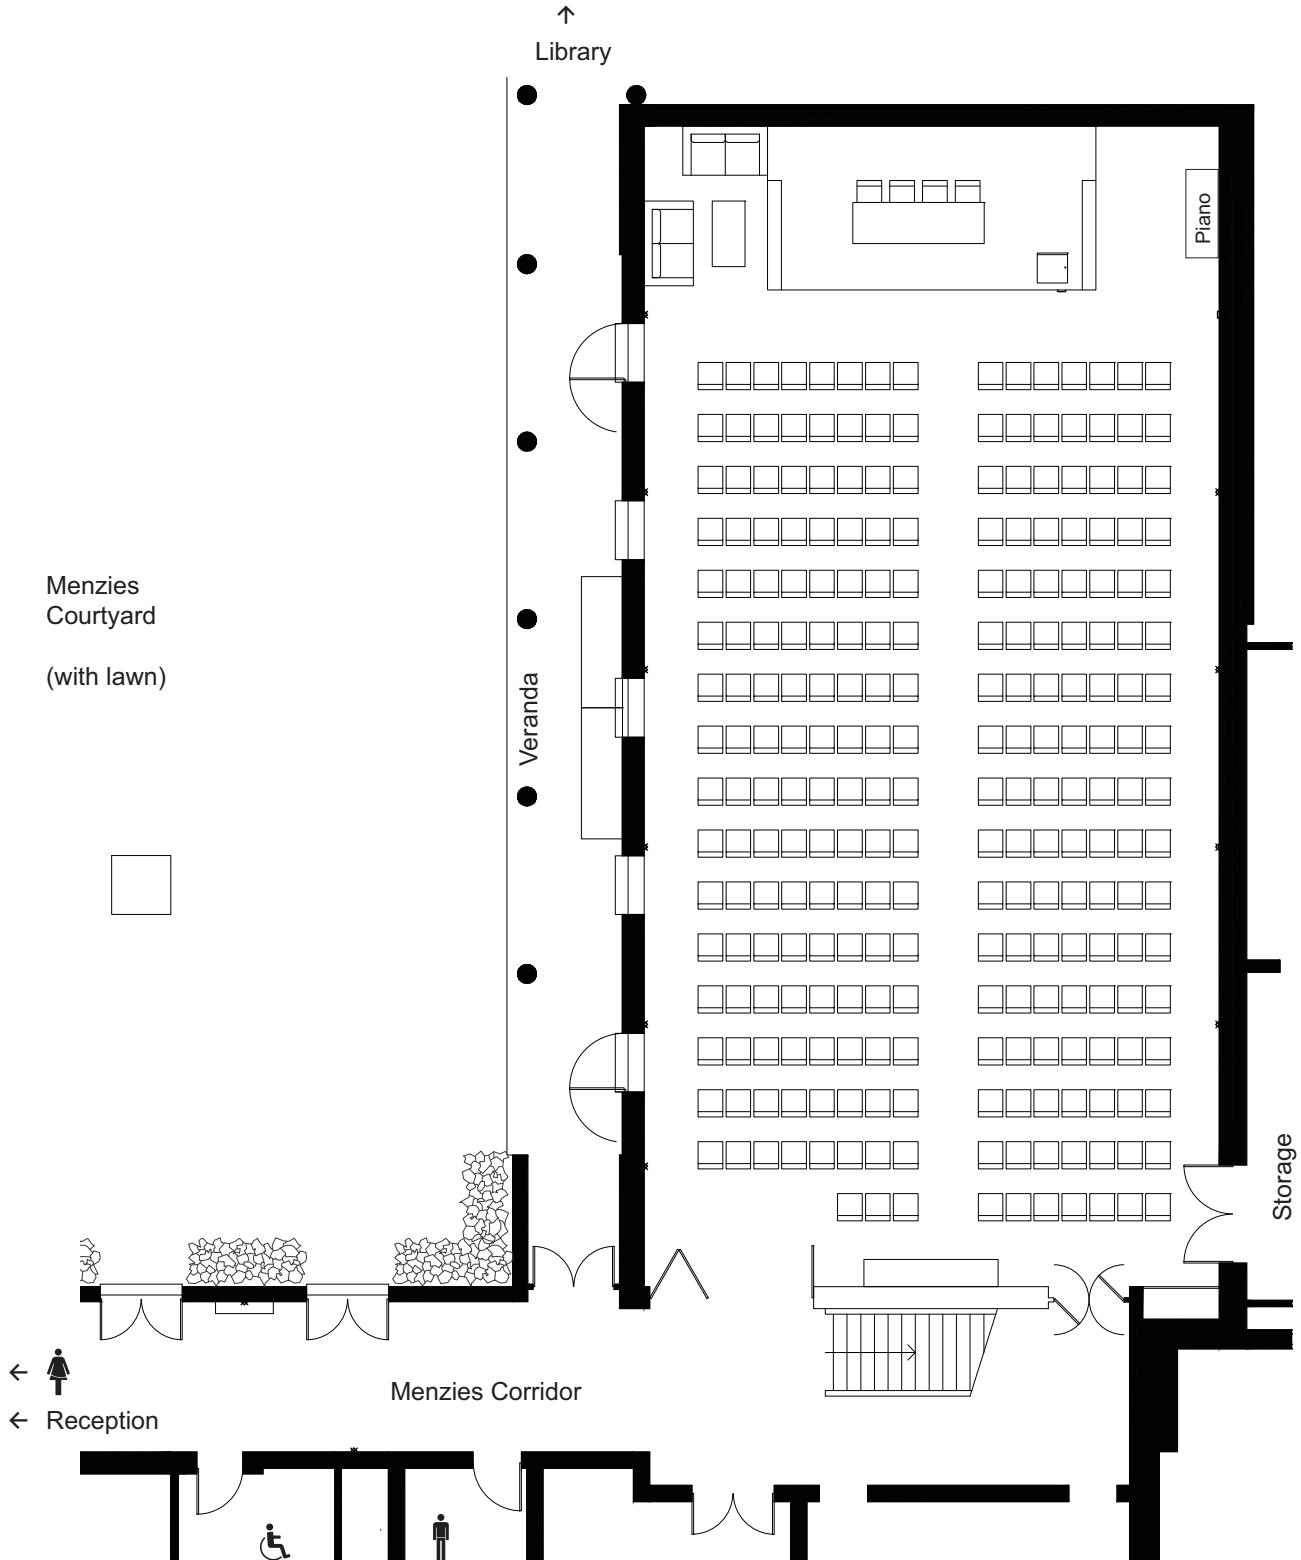 Library
Piano
Menzies
Courtyard
(with lawn)
Veranda
Storage
Menzies Corridor
Reception